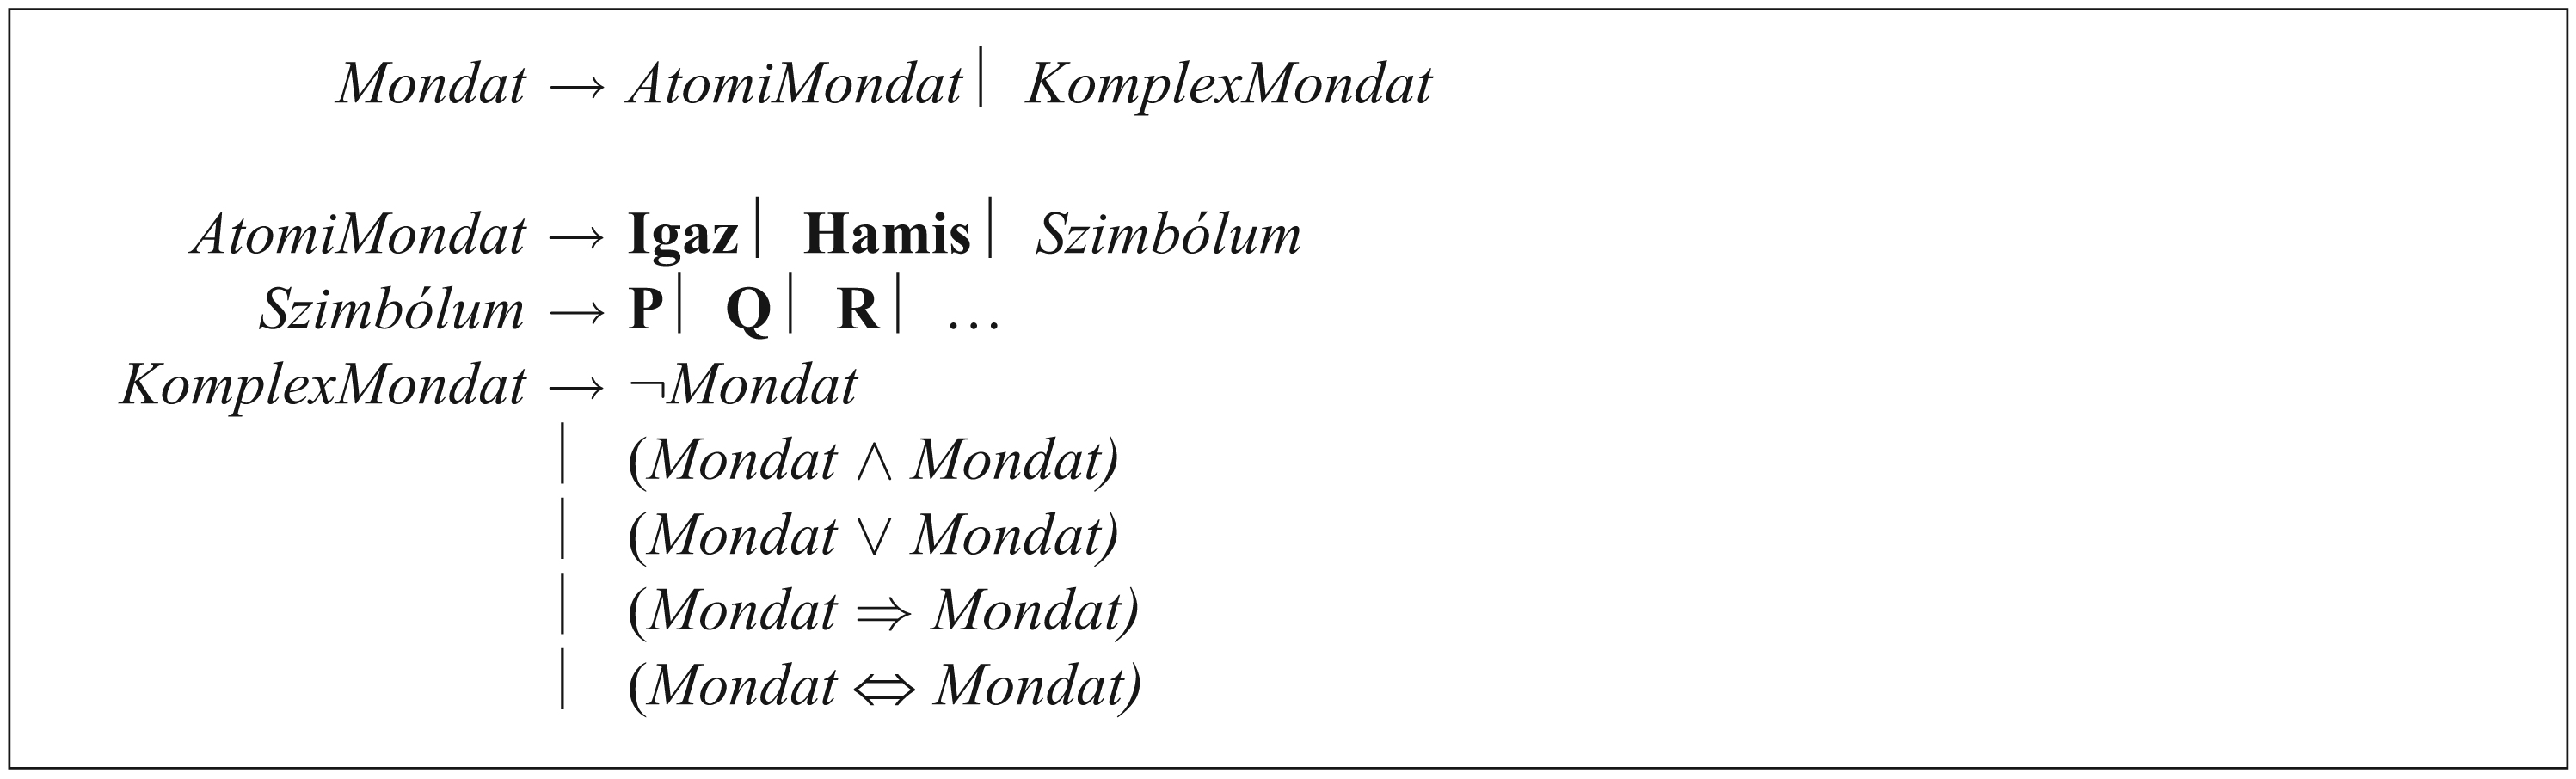 Mondat → AtomiMondat | KomplexMondat
AtomiMondat → Igaz | Hamis | Szimbólum
Szimbólum → P | Q | R | …
KomplexMondat → ¬Mondat
| (Mondat ∧ Mondat)
| (Mondat ∨ Mondat)
| (Mondat ⇒ Mondat)
| (Mondat ⇔ Mondat)